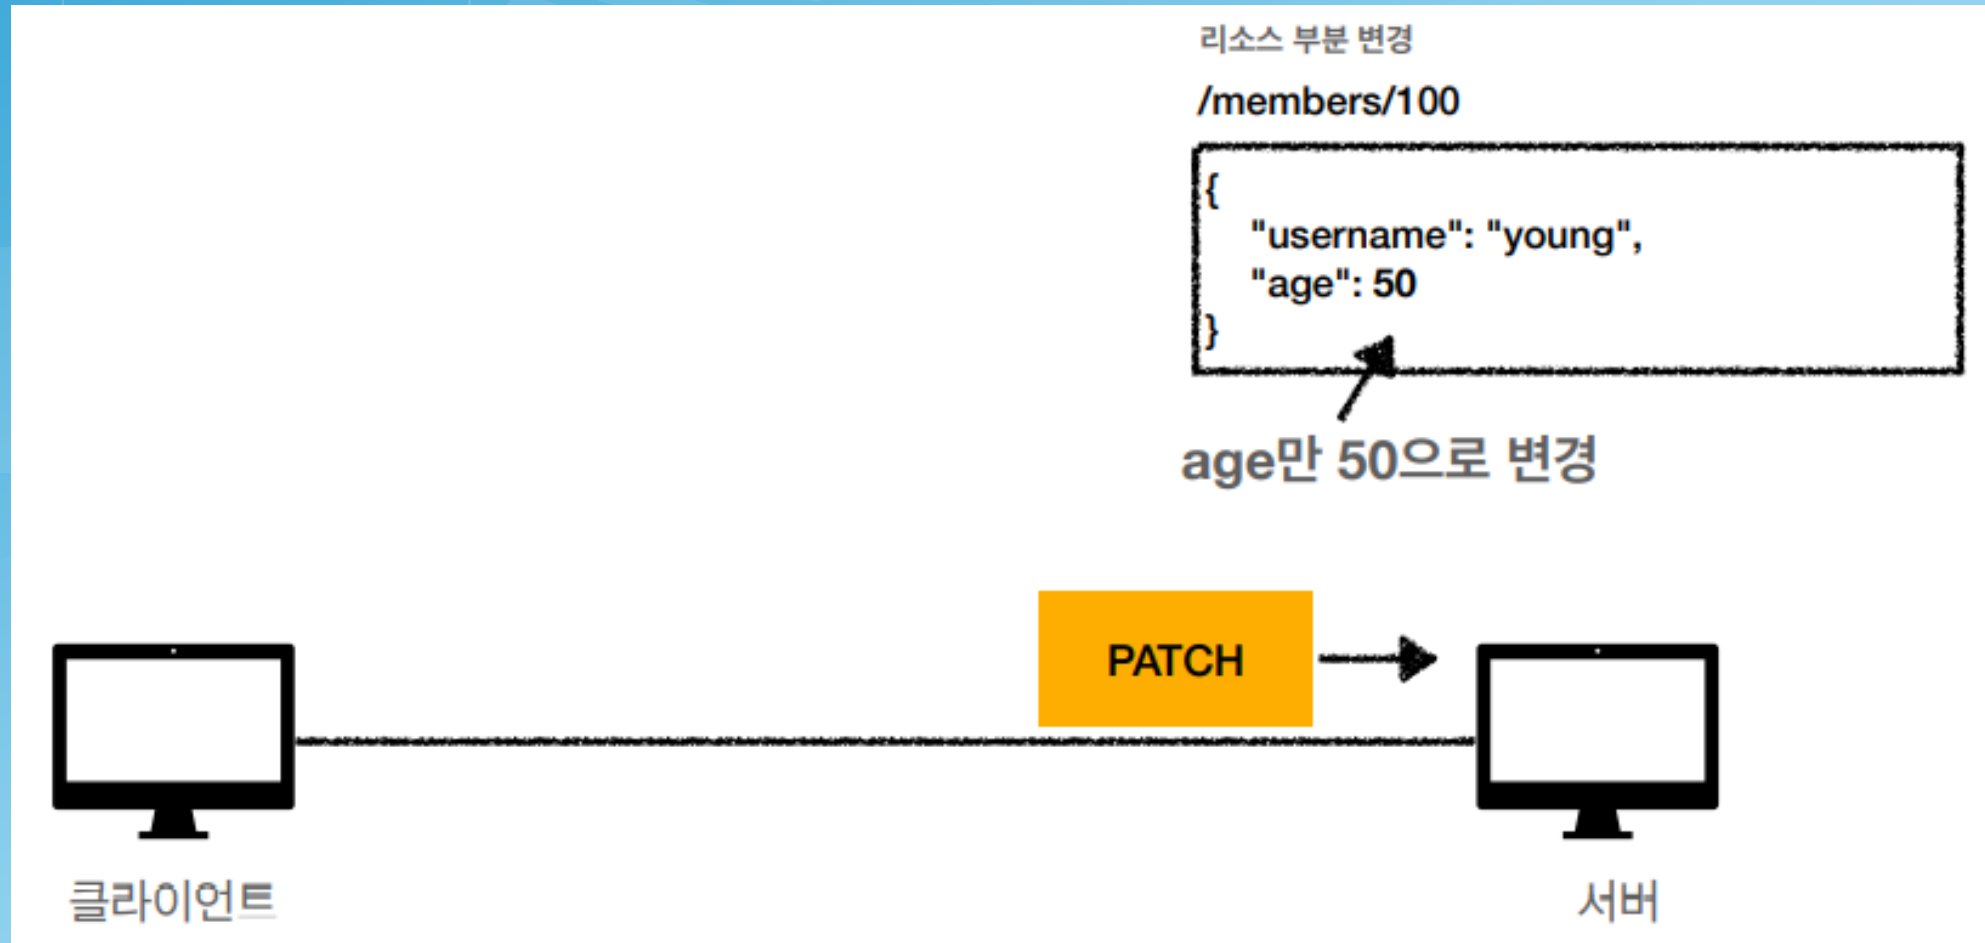 리소스 부분 변경
/members/100
{
"username": "young",
"age": 50
}
age만 50으로 변경
PATCH
클라이언트
서버